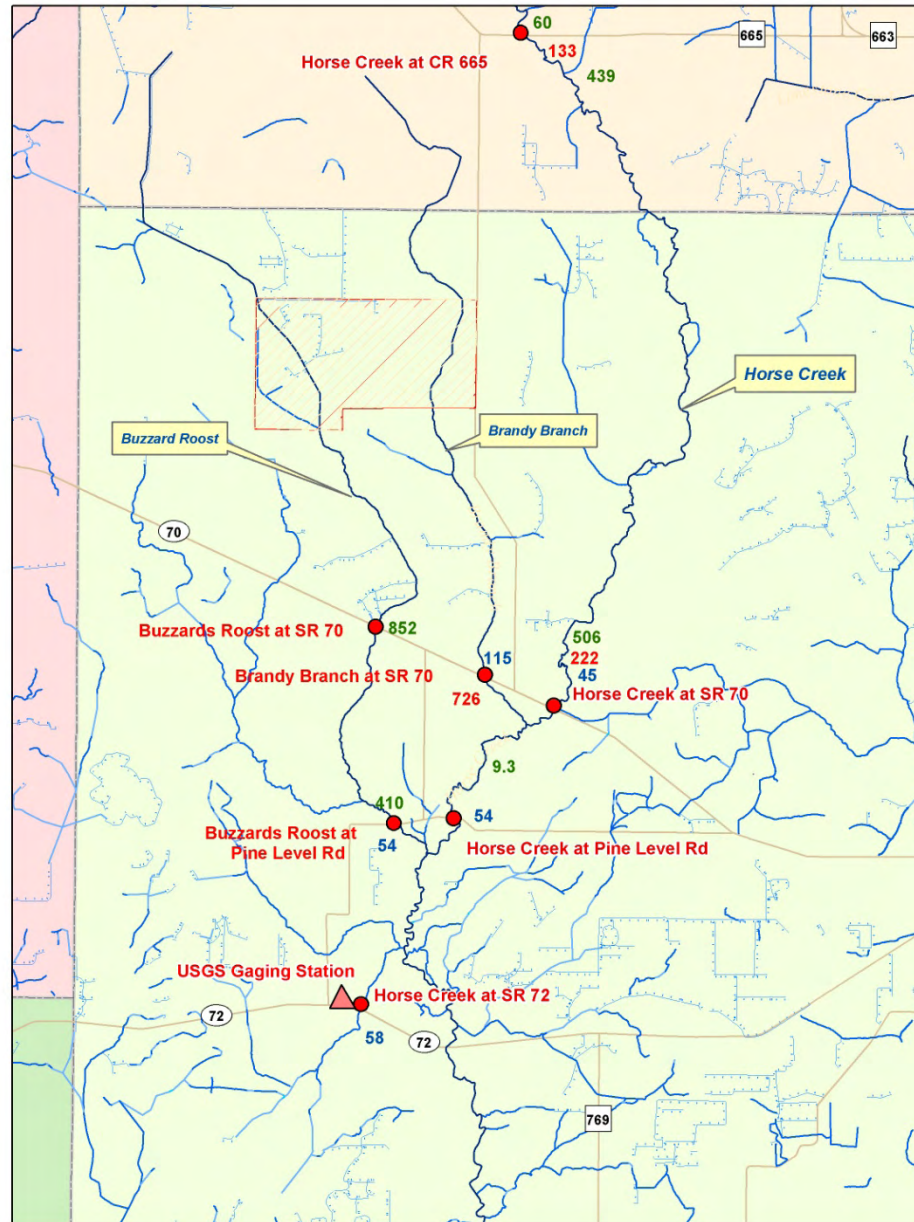 60
133
665
663
Horse Creek at CR 665
439
Horse Creek
Brandy Branch
Buzzard Roost
70
Buzzards Roost at SR 70
852
506
115
222
Brandy Branch at SR 70
45
726
Horse Creek at SR 70
9.3
410
54
Buzzards Roost at
Pine Level Rd
54
Horse Creek at Pine Level Rd
USGS Gaging Station
Horse Creek at SR 72
72
58
72
769